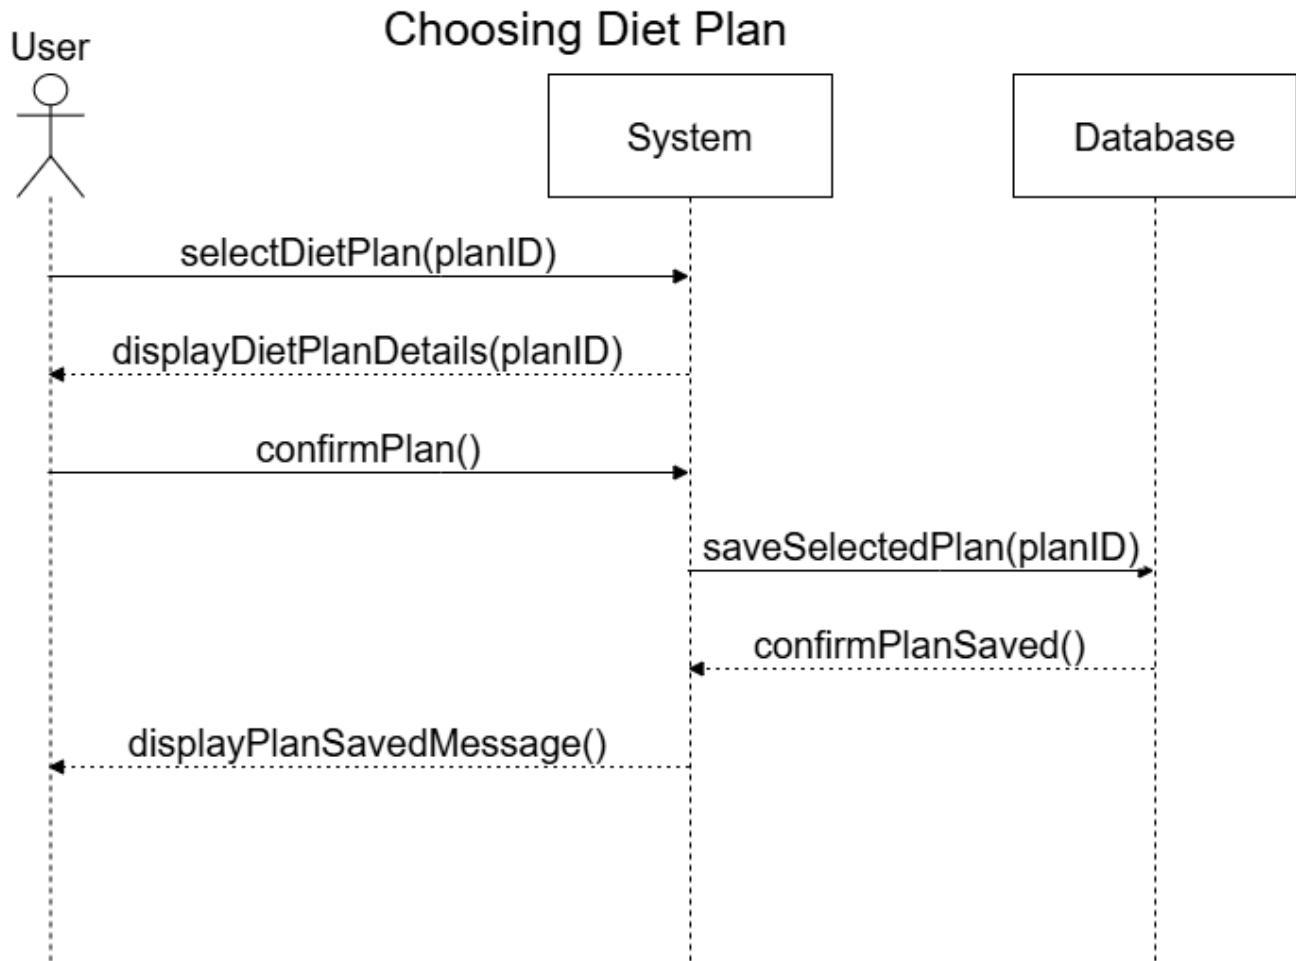 Choosing Diet Plan
User
System
Database
selectDietPlan(planID)
displayDietPlanDetails(planID)
confirmPlan()
saveSelectedPlan(planID)
confirmPlanSaved()
displayPlanSavedMessage()